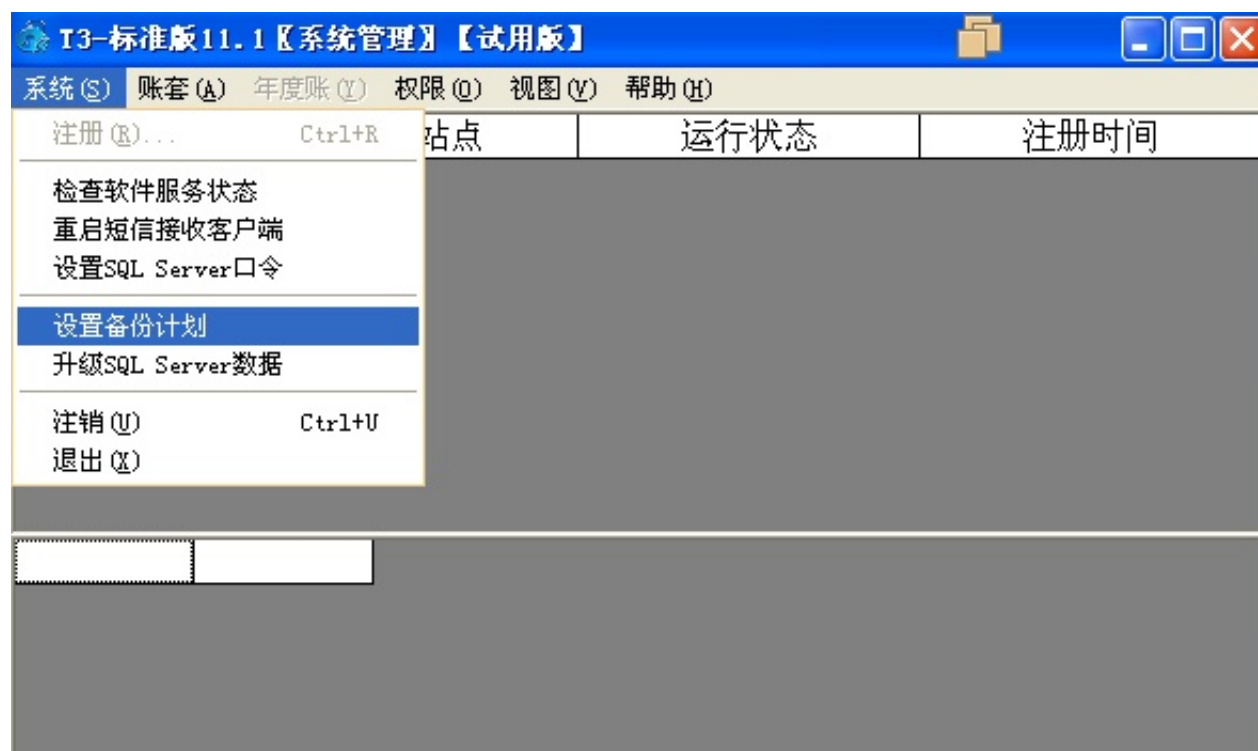 T3-标准版11.1〖系统管理〗【试用版】
系统(S) 账套(A) 年度账(Y) 权限(O) 视图(V) 帮助(H)
注册(R)... Ctrl+R 站点 运行状态 注册时间
检查软件服务状态
重启短信接收客户端
设置SQL Server口令
设置备份计划
升级SQL Server数据
注销(U) Ctrl+U
退出(X)